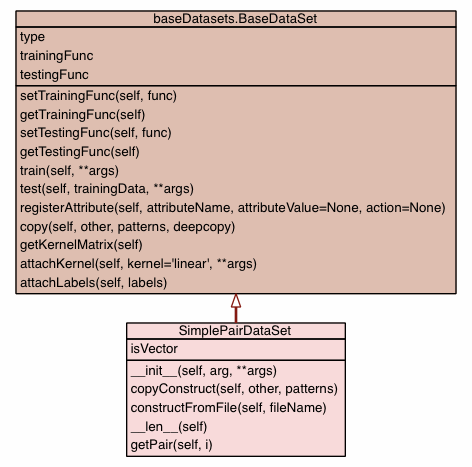 baseDatasets.BaseDataSet
type
trainingFunc
testingFunc
setTrainingFunc(self, func)
getTrainingFunc(self)
setTestingFunc(self, func)
getTestingFunc(self)
train(self, **args)
test(self, trainingData, **args)
registerAttribute(self, attributeName, attributeValue=None, action=None)
copy(self, other, patterns, deepcopy)
getKernelMatrix(self)
attachKernel(self, kernel='linear', **args)
attachLabels(self, labels)
SimplePairDataSet
isVector
__init__(self, arg, **args)
copyConstruct(self, other, patterns)
constructFromFile(self, fileName)
__len__(self)
getPair(self, i)